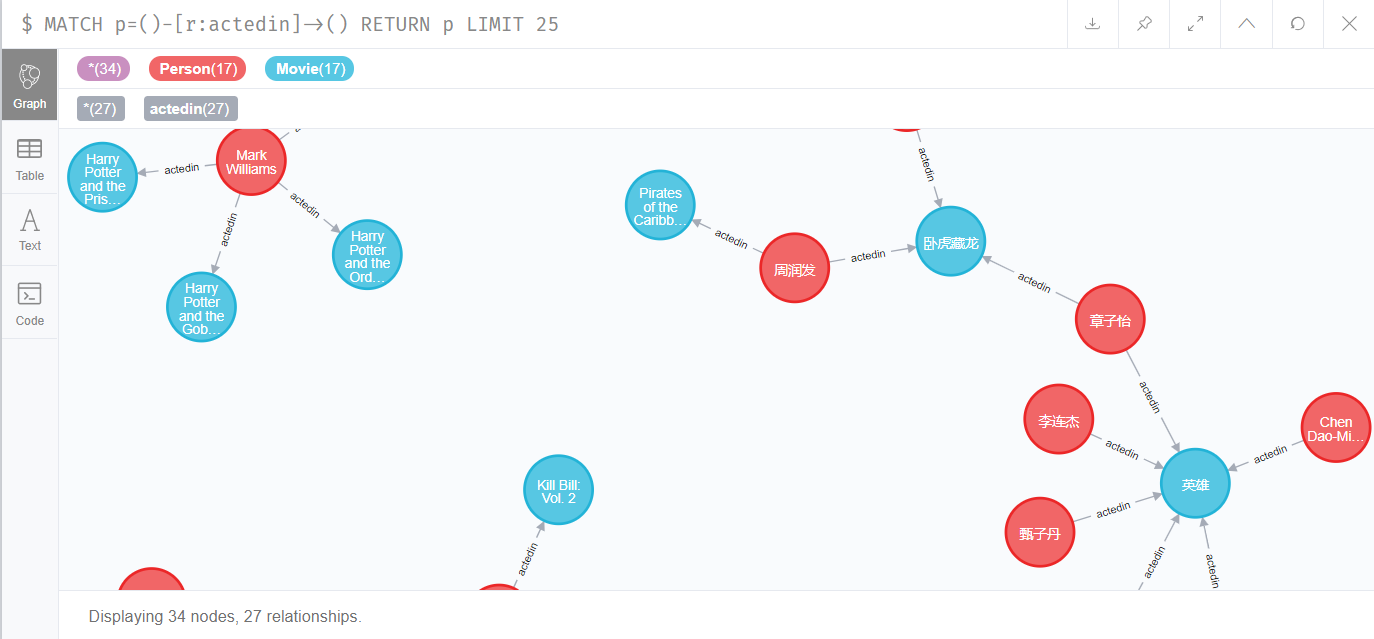 $ MATCH p=()-[r:actedin]->() RETURN p LIMIT 25
*(34) Person(17) Movie(17)
*(27) actedin(27)
Graph
Table
Text
Code
Harry
Potter
and the
Pris…
actedin
Mark
Williams
actedin
actedin
Harry
Potter
and the
Ord…
Harry
Potter
and the
Gob…
Pirates
of the
Caribb…
actedin
周润发
actedin
actedin
卧虎藏龙
actedin
章子怡
actedin
李连杰
actedin
Chen
Dao-Mi…
actedin
英雄
甄子丹
actedin
actedin
actedin
Kill Bill:
Vol. 2
actedin
Displaying 34 nodes, 27 relationships.